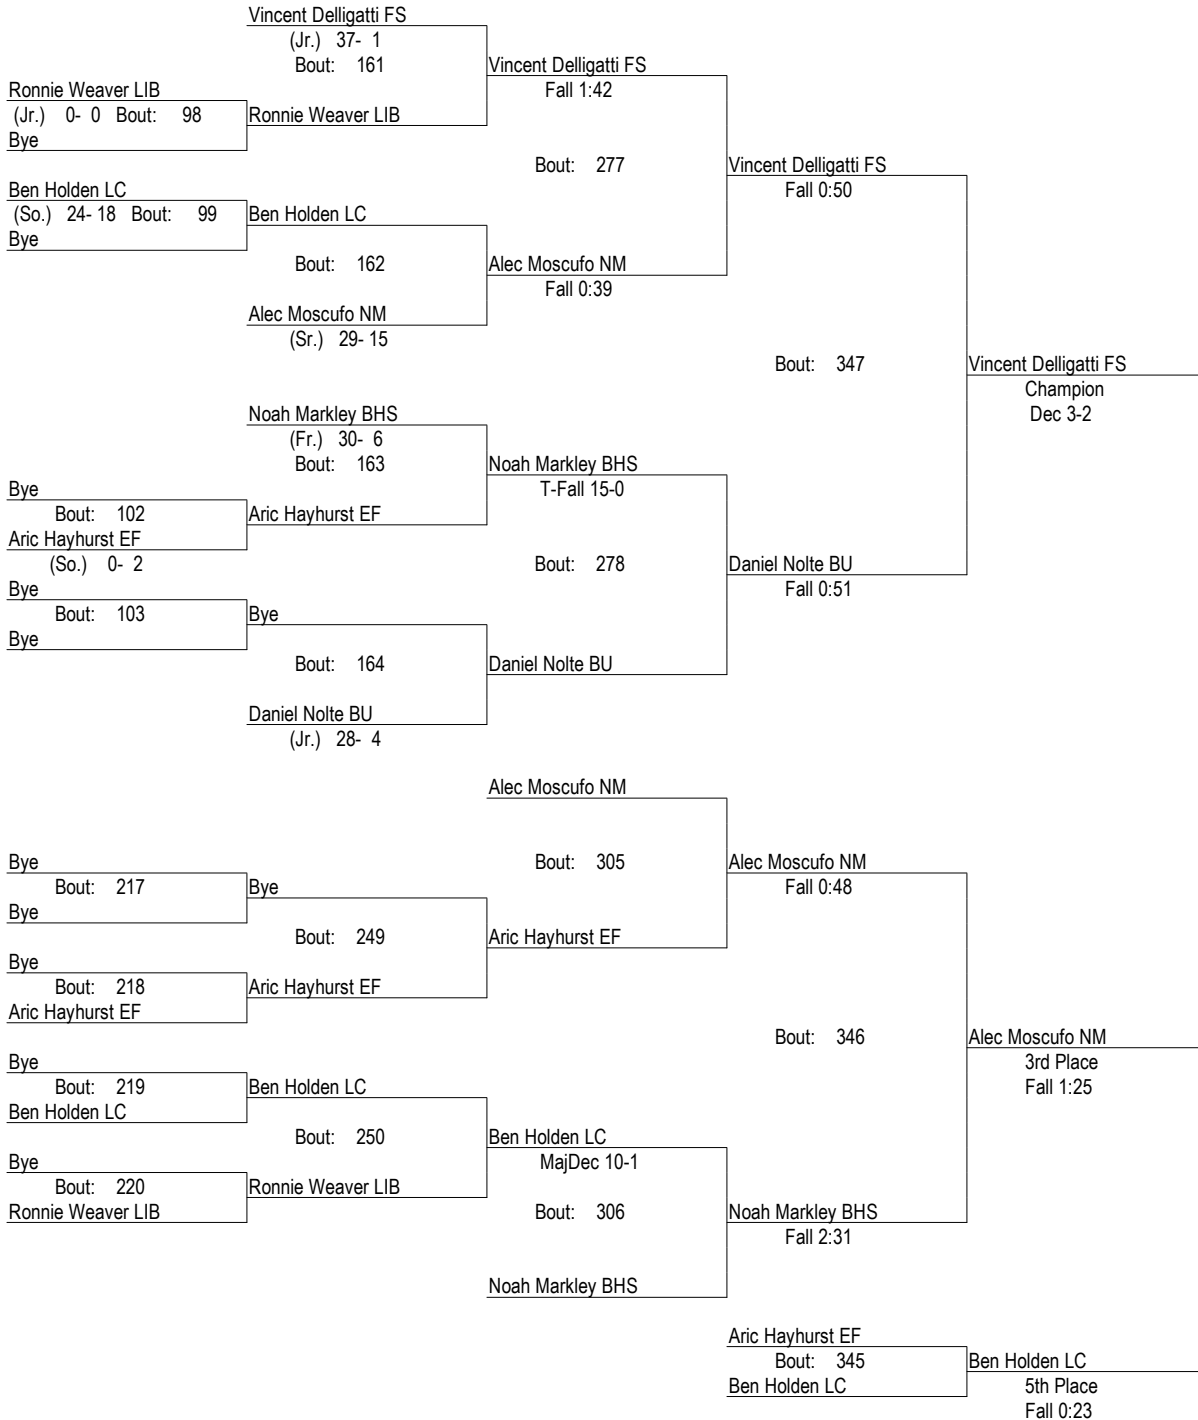 Vincent Delligatti FS
(Jr.) 37- 1
Bout: 161
Vincent Delligatti FS
Fall 1:42
Ronnie Weaver LIB
(Jr.) 0- 0 Bout: 98
Bye
Ronnie Weaver LIB
Bout: 277
Vincent Delligatti FS
Fall 0:50
Ben Holden LC
(So.) 24- 18 Bout: 99
Bye
Ben Holden LC
Bout: 162
Alec Moscufo NM
Fall 0:39
Alec Moscufo NM
(Sr.) 29- 15
Bout: 347
Vincent Delligatti FS
Champion
Dec 3-2
Noah Markley BHS
(Fr.) 30- 6
Bout: 163
Noah Markley BHS
T-Fall 15-0
Bye
Bout: 102
Aric Hayhurst EF
(So.) 0- 2
Aric Hayhurst EF
Bout: 278
Daniel Nolte BU
Fall 0:51
Bye
Bout: 103
Bye
Bye
Bout: 164
Daniel Nolte BU
Daniel Nolte BU
(Jr.) 28- 4
Alec Moscufo NM
Bout: 305
Alec Moscufo NM
Fall 0:48
Bye
Bout: 217
Bye
Bye
Bout: 249
Aric Hayhurst EF
Bye
Bout: 218
Aric Hayhurst EF
Aric Hayhurst EF
Bout: 346
Alec Moscufo NM
3rd Place
Fall 1:25
Bye
Bout: 219
Ben Holden LC
Ben Holden LC
Bout: 250
Ben Holden LC
MajDec 10-1
Bye
Bout: 220
Ronnie Weaver LIB
Ronnie Weaver LIB
Bout: 306
Noah Markley BHS
Fall 2:31
Noah Markley BHS
Aric Hayhurst EF
Bout: 345
Ben Holden LC
Ben Holden LC
5th Place
Fall 0:23